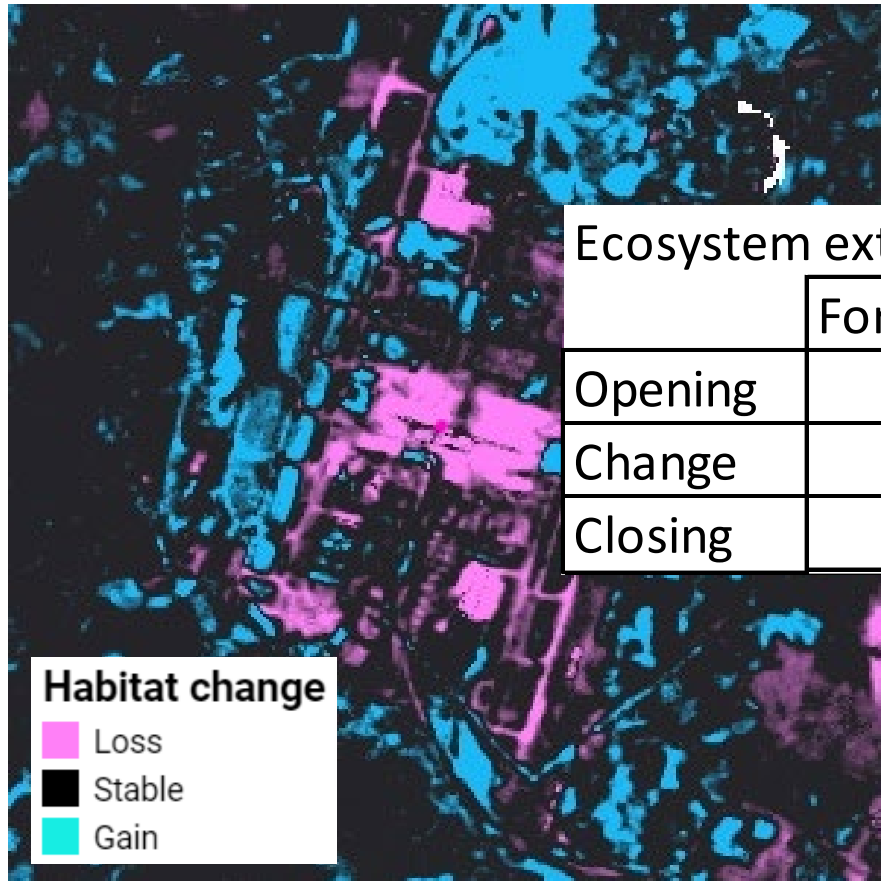 Ecosystem ext
For
Opening
Change
Closing
Habitat change
Loss
Stable
Gain